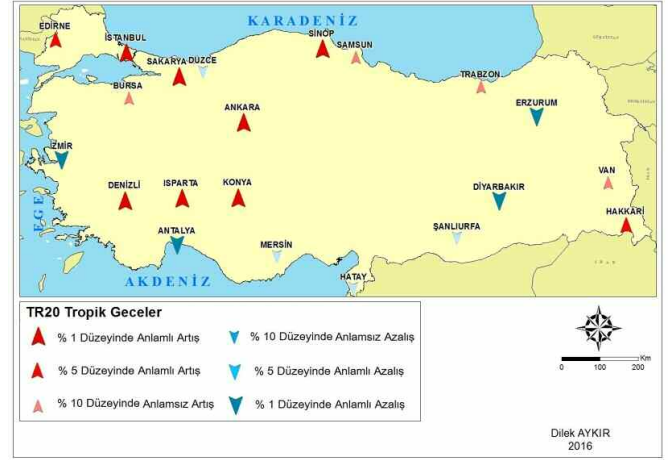 KARADENİZ
EDİRNE
İSTANBUL
SİNOP
SAMSUN
SAKARYA DÜZCE
BURSA
TRABZON
ANKARA
ERZURUM
İZMİR
DENİZLİ
ISPARTA
KONYA
DİYARBAKIR
VAN
EGE
HAKKARİ
ANTALYA
MERSİN
ŞANLIURFA
AKDENİZ
HATAY
TR20 Tropik Geceler
% 1 Düzeyinde Anlamlı Artış
% 10 Düzeyinde Anlamsız Azalış
% 5 Düzeyinde Anlamlı Artış
% 5 Düzeyinde Anlamlı Azalış
% 10 Düzeyinde Anlamsız Artış
% 1 Düzeyinde Anlamlı Azalış
Km
0 100 200
Dilek AYKIR
2016